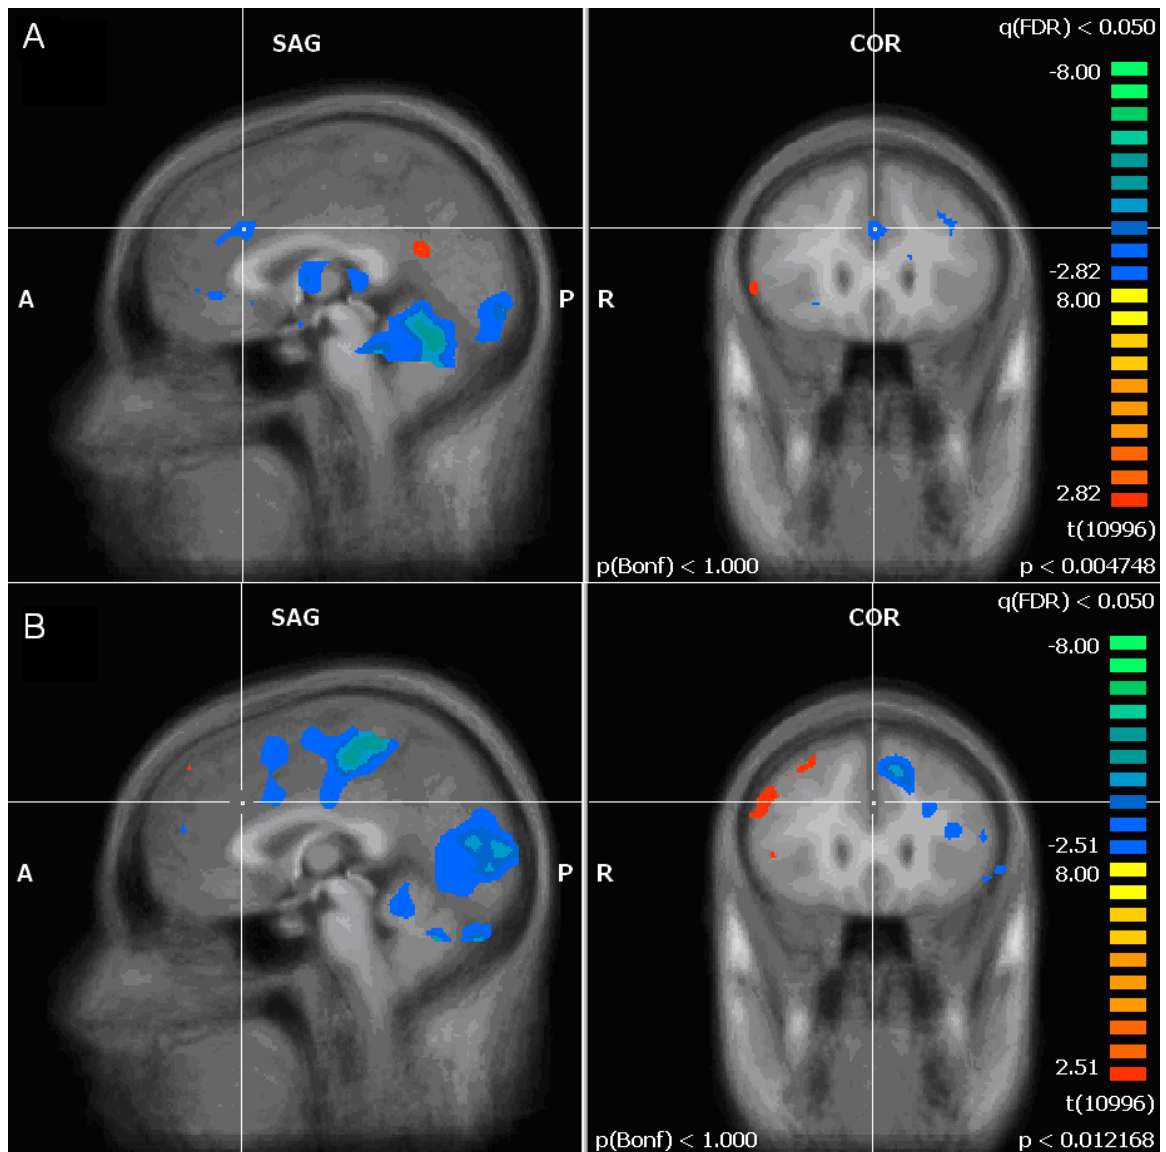 A
SAG
A
P
COR
R
q(FDR) < 0.050
-8.00
-2.82
8.00
2.82
t(10996)
p(Bonf) < 1.000
p < 0.004748
B
SAG
A
P
COR
R
q(FDR) < 0.050
-8.00
-2.51
8.00
2.51
t(10996)
p(Bonf) < 1.000
p < 0.012168